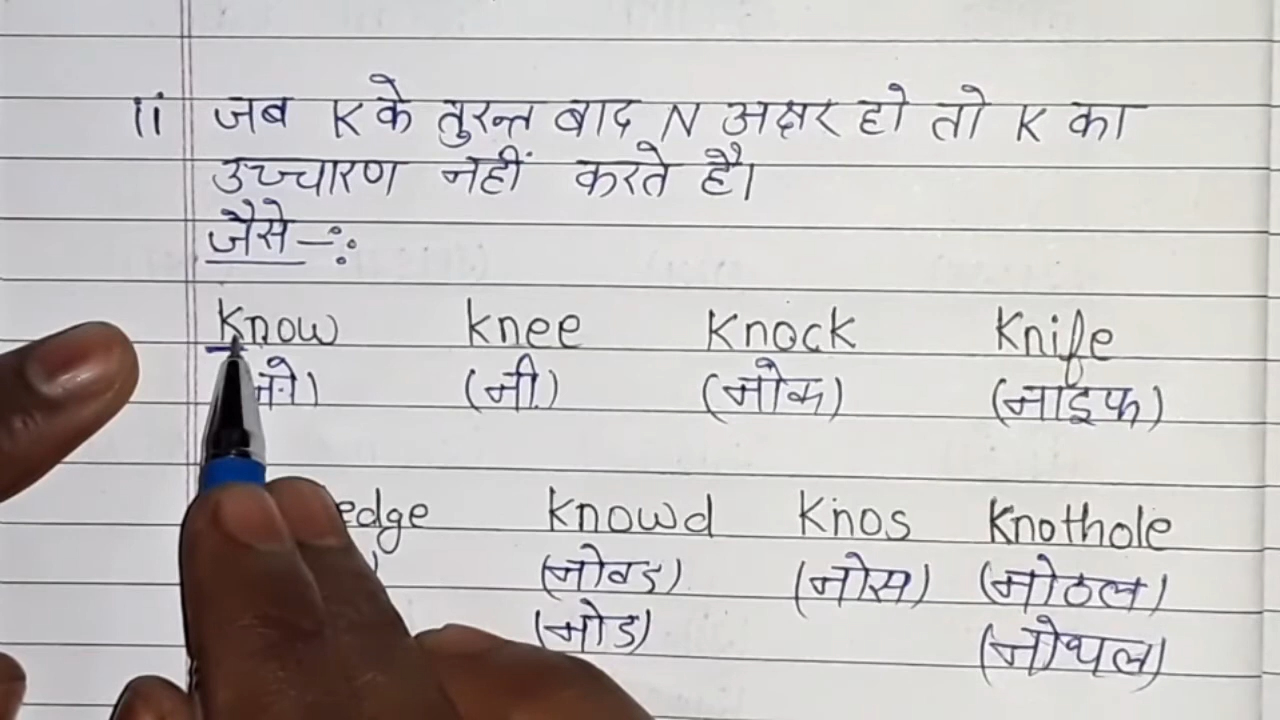 11 जब K के तुरन्त बाद N अक्षर हो तो K का
उच्चारण नहीं करते है।
जैसे -:
Know knee Knock Knife
(नी) (नोक) (नाइफ)
Knowd Knos Knothole
(नोवड) (नोस) (नोठल)
(नोड) (नोथल)